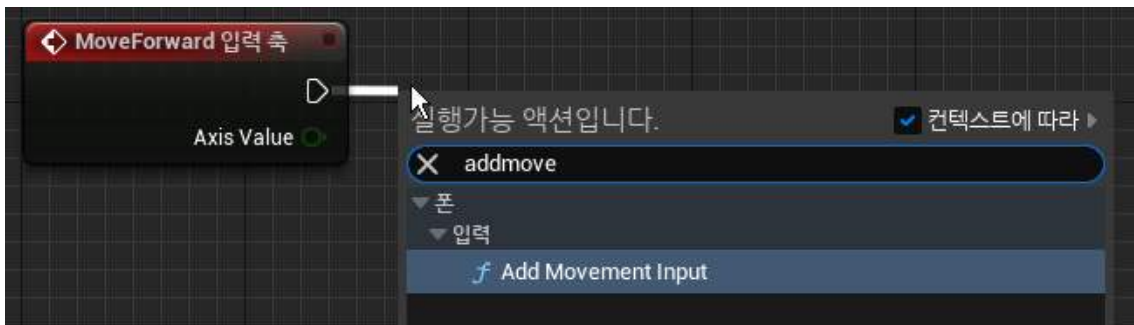 MoveForward 입력 축
Axis Value
실행가능 액션입니다.
컨텍스트에 따라
addmove
폰
입력
f Add Movement Input